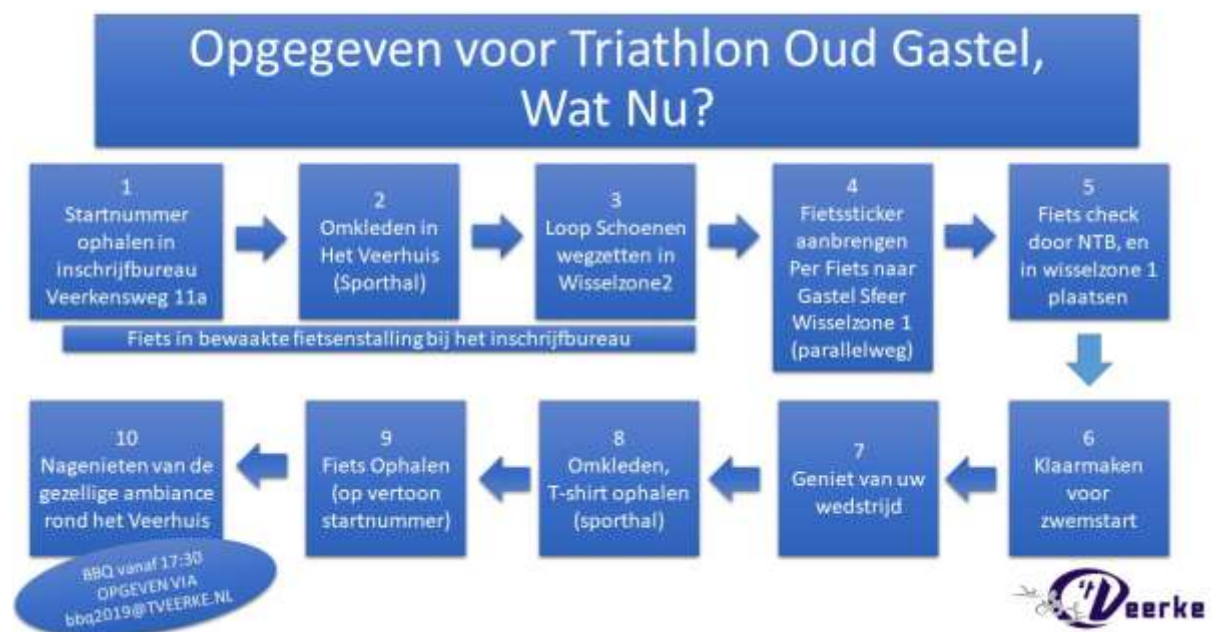 Opgegeven voor Triathlon Oud Gastel,
Wat Nu?
1
Startnummer
ophalen in
inschrijfbureau
Veerkensweg 11a
2
Omkleden in
Het Veerhuis
(Sporthal)
3
Loop Schoenen
wegzetten in
Wisselzone2
4
Fietssticker
aanbrengen
Per Fiets naar
Gastel Sfeer
Wisselzone 1
(parallelweg)
5
Fiets check
door NTB, en
in wisselzone 1
plaatsen
Fiets in bewaakte fietsenstalling bij het inschrijfbureau
6
Klaarmaken
voor
zwemstart
7
Geniet van uw
wedstrijd
8
Omkleden,
T-shirt ophalen
(sporthal)
9
Fiets Ophalen
(op vertoon
startnummer)
10
Nagenieten van de
gezellige ambiance
rond het Veerhuis
BBQ vanaf 17:30
OPGEVEN VIA
bbq2019@TVEERKE.NL
't Veerke